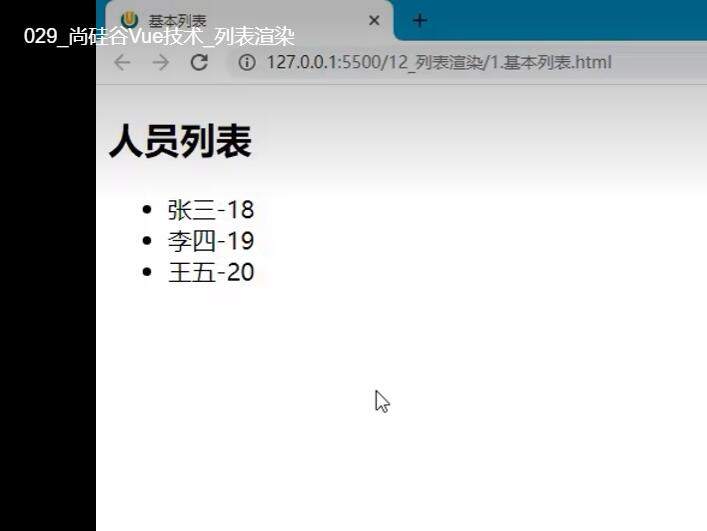 基本列表
029_尚硅谷Vue技术_列表渲染
127.0.0.1:5500/12_列表渲染/1.基本列表.html
人员列表
张三-18
李四-19
王五-20